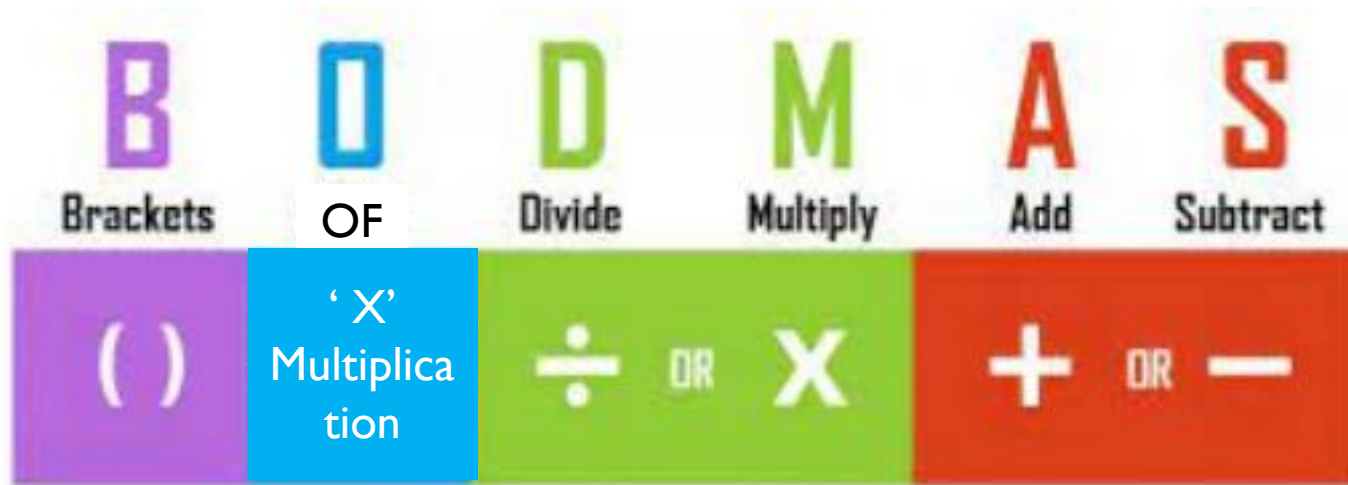 B O D M A S
Brackets OF Divide Multiply Add Subtract
( ) ‘ X’ ÷ OR X + OR −
Multiplica
tion